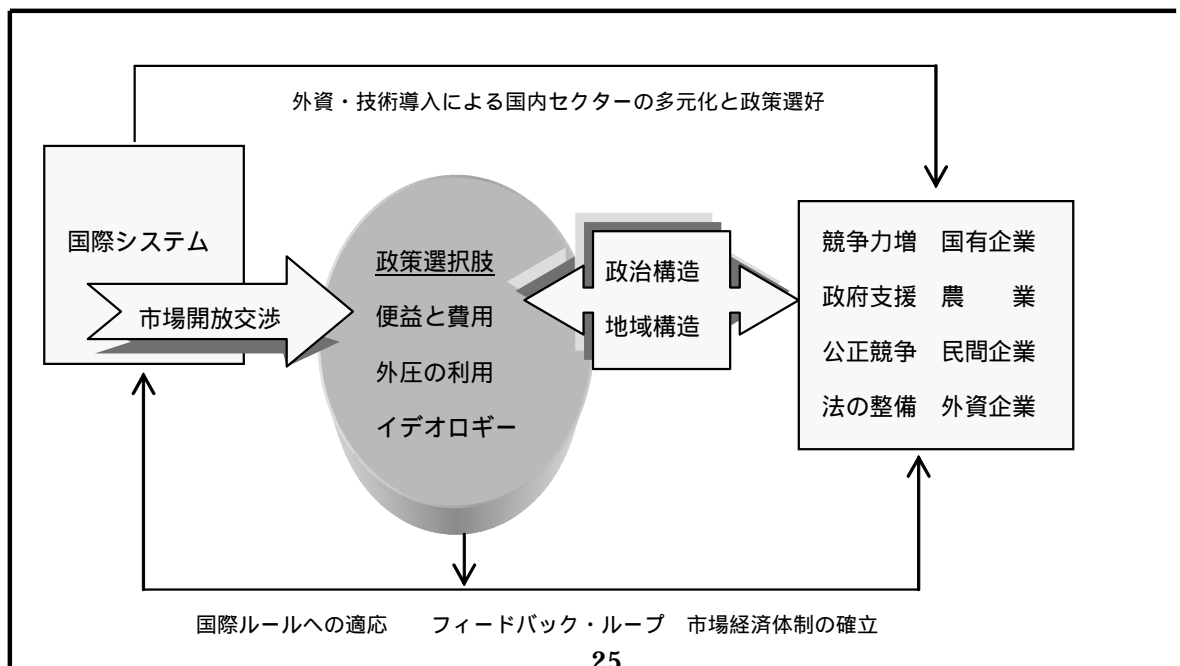 外資・技術導入による国内セクターの多元化と政策選好
国際システム
市場開放交渉
政策選択肢
便益と費用
外圧の利用
イデオロギー
政治構造
地域構造
競争力増　国有企業
政府支援　農　　業
公正競争　民間企業
法の整備　外資企業
国際ルールへの適応　　フィードバック・ループ　市場経済体制の確立
25